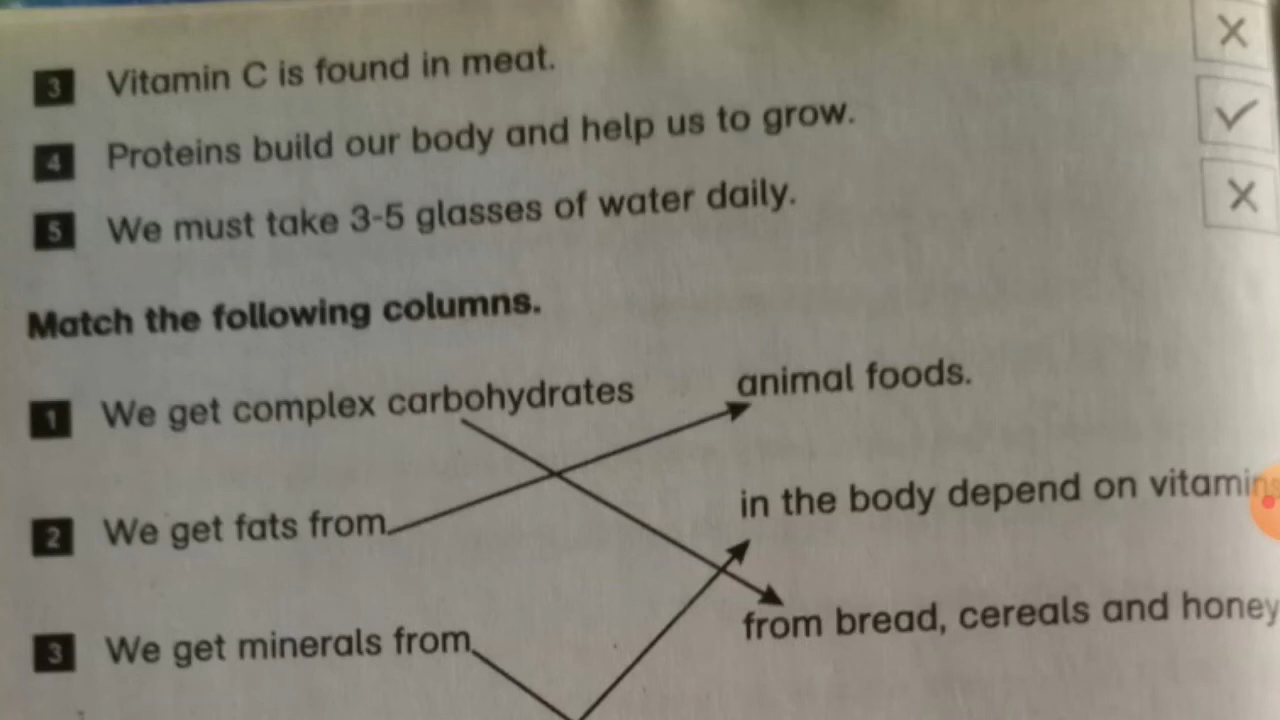 3 Vitamin C is found in meat.
4 Proteins build our body and help us to grow.
5 We must take 3-5 glasses of water daily.
Match the following columns.
1 We get complex carbohydrates
animal foods.
2 We get fats from
in the body depend on vitamins
3 We get minerals from
from bread, cereals and honey